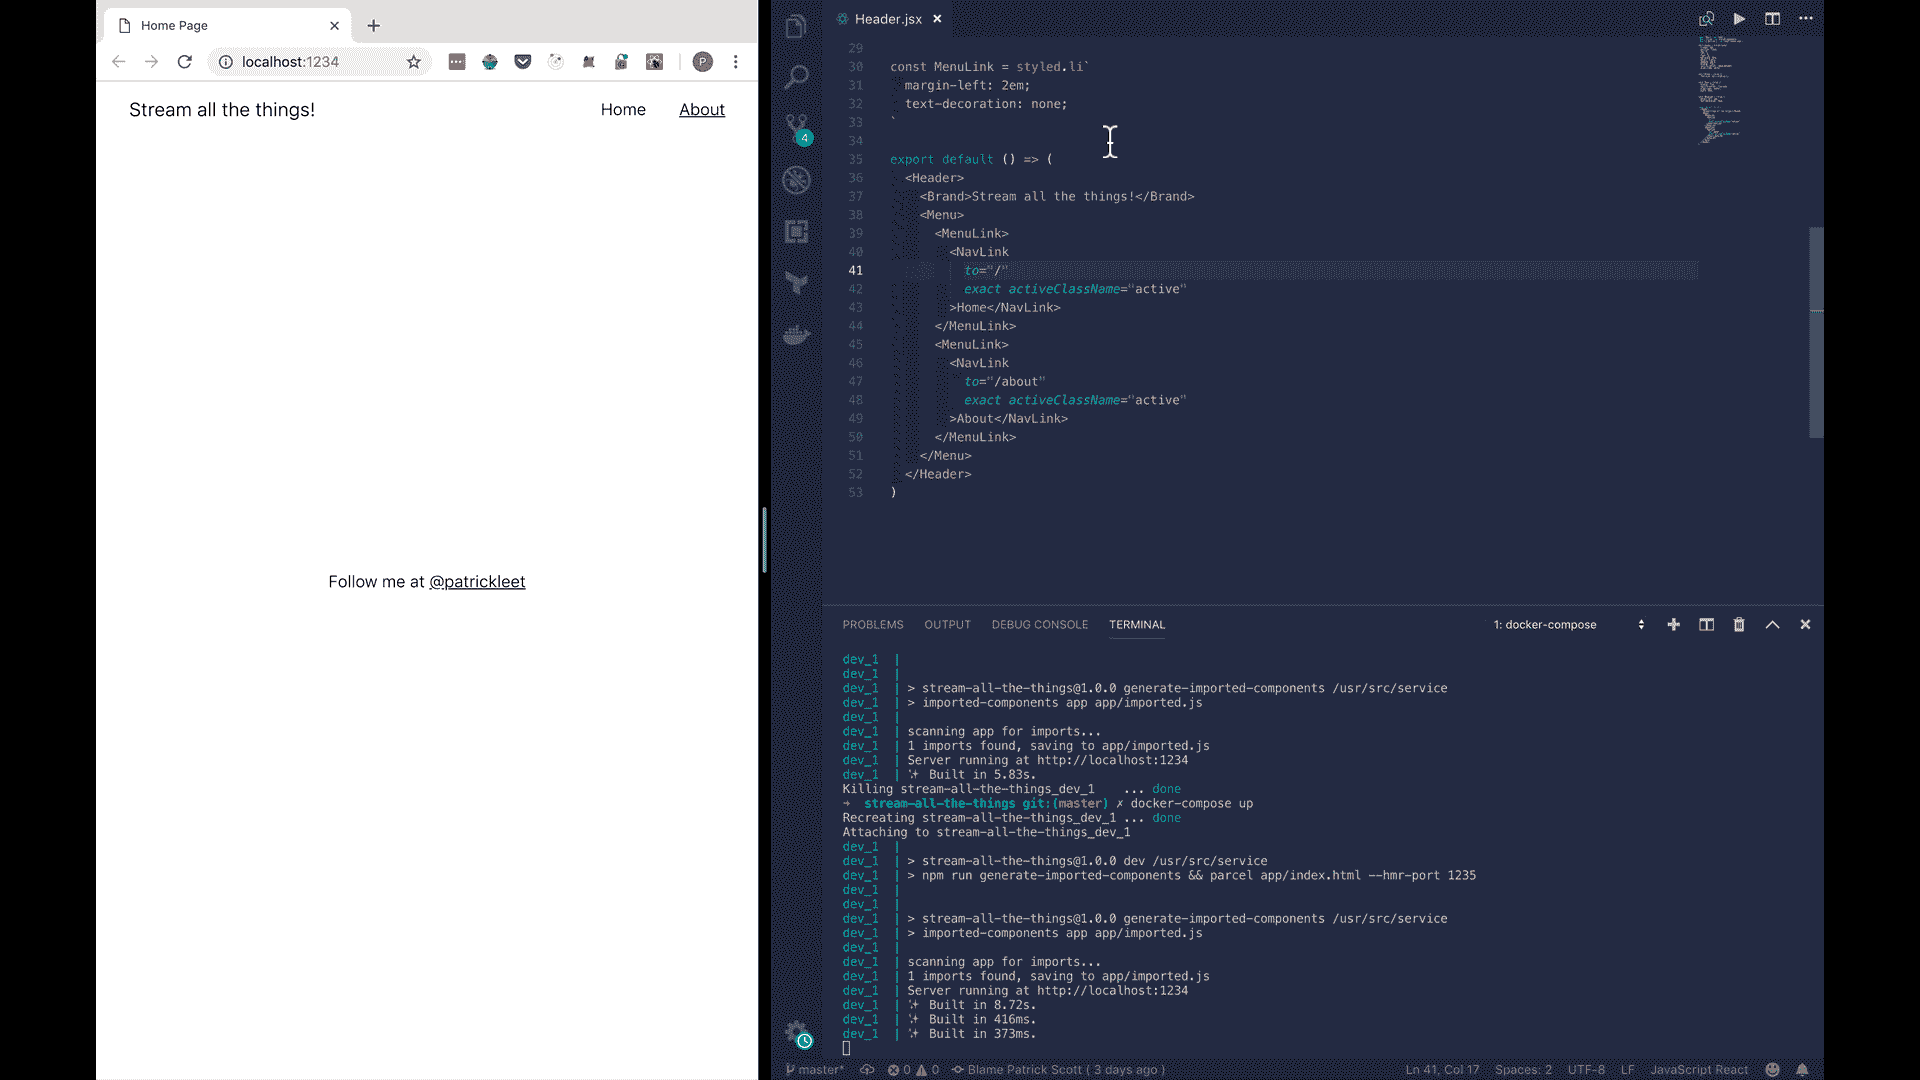 Home Page
localhost:1234
P
Stream all the things!
Home
About
Follow me at @patrickleet
4
Header.jsx
29
30 const MenuLink = styled.li`
31 margin-left: 2em;
32 text-decoration: none;
33 `
34
35 export default () => (
36 <Header>
37 <Brand>Stream all the things!</Brand>
38 <Menu>
39 <MenuLink>
40 <NavLink
41 to="/"
42 exact activeClassName="active"
43 >Home</NavLink>
44 </MenuLink>
45 <MenuLink>
46 <NavLink
47 to="/about"
48 exact activeClassName="active"
49 >About</NavLink>
50 </MenuLink>
51 </Menu>
52 </Header>
53 )
PROBLEMS OUTPUT DEBUG CONSOLE TERMINAL 1: docker-compose
dev_1 |
dev_1 |
dev_1 | > stream-all-the-things@1.0.0 generate-imported-components /usr/src/service
dev_1 | > imported-components app app/imported.js
dev_1 |
dev_1 | scanning app for imports...
dev_1 | 1 imports found, saving to app/imported.js
dev_1 | Server running at http://localhost:1234
dev_1 | ✨ Built in 5.83s.
Killing stream-all-the-things_dev_1 ... done
→ stream-all-the-things git:(master) ✗ docker-compose up
Recreating stream-all-the-things_dev_1 ... done
Attaching to stream-all-the-things_dev_1
dev_1 |
dev_1 | > stream-all-the-things@1.0.0 dev /usr/src/service
dev_1 | > npm run generate-imported-components && parcel app/index.html --hmr-port 1235
dev_1 |
dev_1 |
dev_1 | > stream-all-the-things@1.0.0 generate-imported-components /usr/src/service
dev_1 | > imported-components app app/imported.js
dev_1 |
dev_1 | scanning app for imports...
dev_1 | 1 imports found, saving to app/imported.js
dev_1 | Server running at http://localhost:1234
dev_1 | ✨ Built in 8.72s.
dev_1 | ✨ Built in 416ms.
dev_1 | ✨ Built in 373ms.
master* 0 0 Blame Patrick Scott ( 3 days ago ) Ln 41, Col 17 Spaces: 2 UTF-8 LF JavaScript React